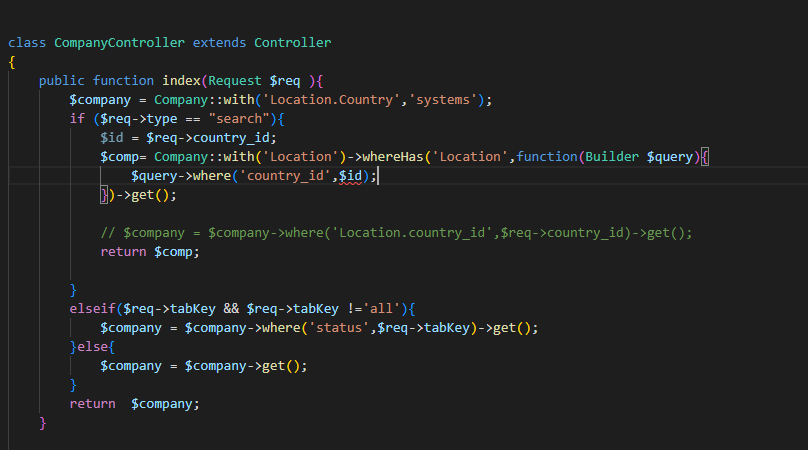 class CompanyController extends Controller
{
    public function index(Request $req ){
        $company = Company::with('Location.Country','systems');
        if ($req->type == "search"){
            $id = $req->country_id;
            $comp= Company::with('Location')->whereHas('Location',function(Builder $query){
                $query->where('country_id',$id);
            })->get();
            // $company = $company->where('Location.country_id',$req->country_id)->get();
            return $comp;
        }
        elseif($req->tabKey && $req->tabKey !='all'){
            $company = $company->where('status',$req->tabKey)->get();
        }else{
            $company = $company->get();
        }
        return  $company;
    }